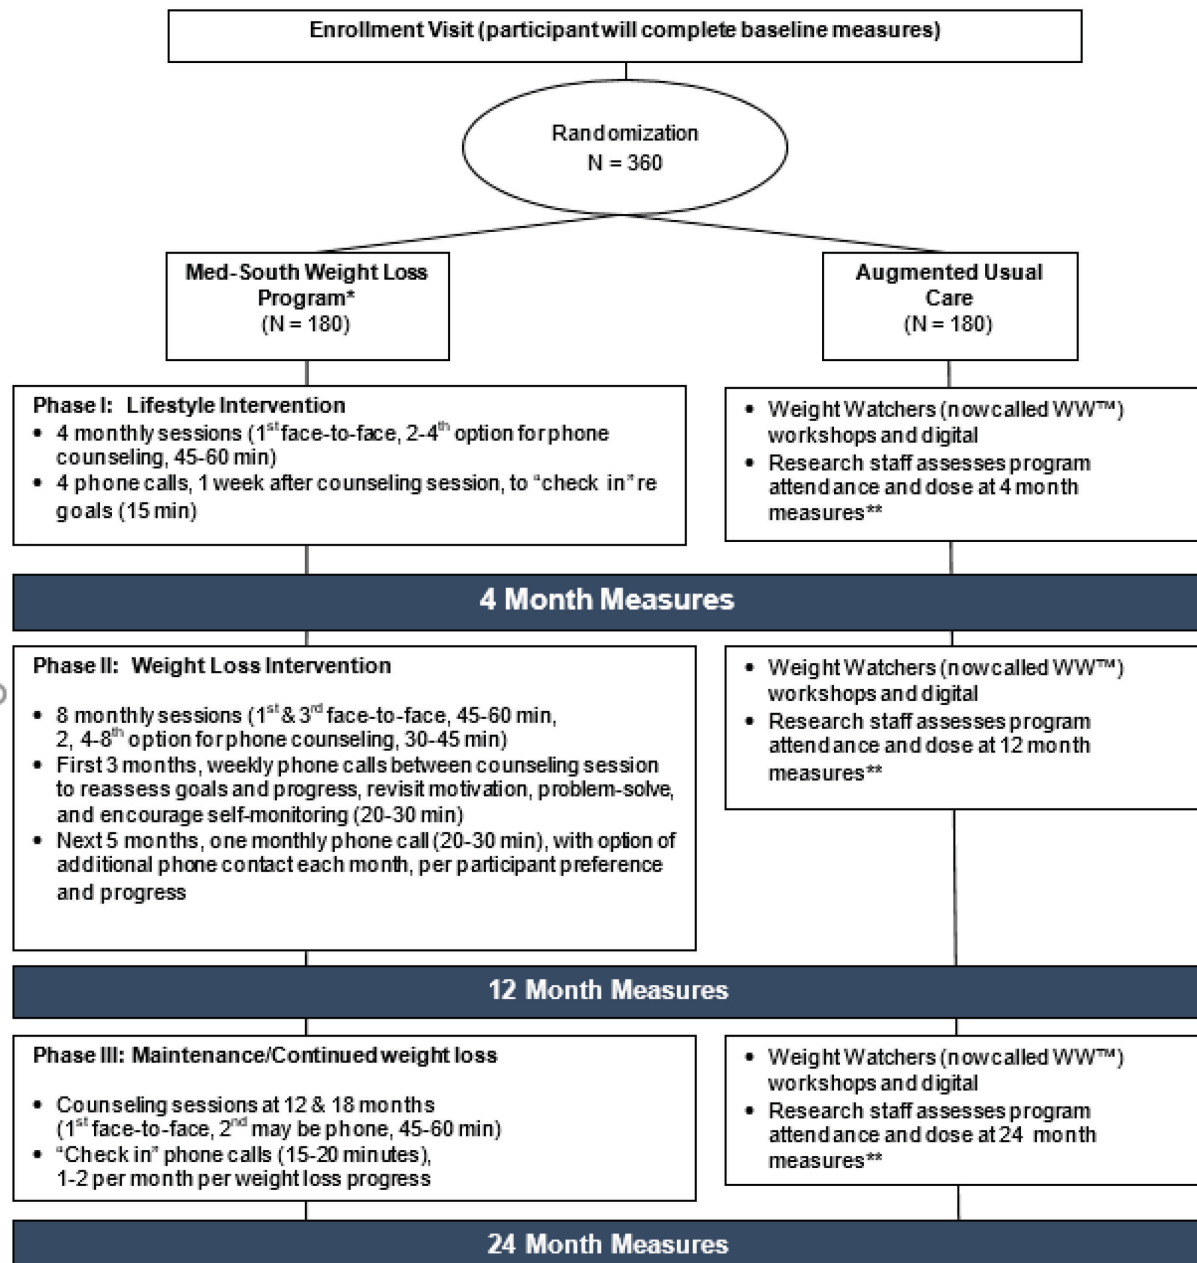 Enrollment Visit (participant will complete baseline measures)
Randomization
N = 360
Med-South Weight Loss
Program*
(N = 180)
Augmented Usual
Care
(N = 180)
Phase I: Lifestyle Intervention
• 4 monthly sessions (1st face-to-face, 2-4th option for phone
counseling, 45-60 min)
• 4 phone calls, 1 week after counseling session, to “check in” re
goals (15 min)
• Weight Watchers (now called WW™)
workshops and digital
• Research staff assesses program
attendance and dose at 4 month
measures**
4 Month Measures
Phase II: Weight Loss Intervention
• 8 monthly sessions (1st & 3rd face-to-face, 45-60 min,
2, 4-8th option for phone counseling, 30-45 min)
• First 3 months, weekly phone calls between counseling session
to reassess goals and progress, revisit motivation, problem-solve,
and encourage self-monitoring (20-30 min)
• Next 5 months, one monthly phone call (20-30 min), with option of
additional phone contact each month, per participant preference
and progress
• Weight Watchers (now called WW™)
workshops and digital
• Research staff assesses program
attendance and dose at 12 month
measures**
12 Month Measures
Phase III: Maintenance/Continued weight loss
• Counseling sessions at 12 & 18 months
(1st face-to-face, 2nd may be phone, 45-60 min)
• “Check in” phone calls (15-20 minutes),
1-2 per month per weight loss progress
• Weight Watchers (now called WW™)
workshops and digital
• Research staff assesses program
attendance and dose at 24 month
measures**
24 Month Measures